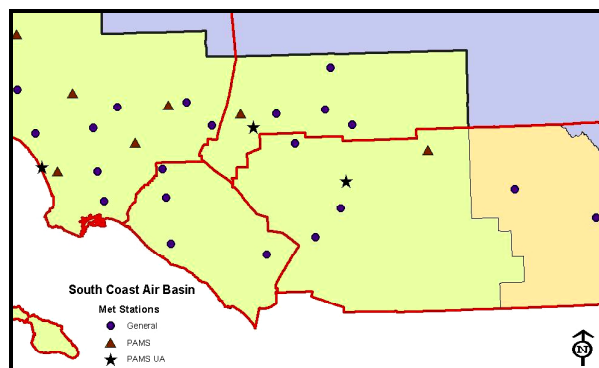 South Coast Air Basin
Met Stations
General
PAMS
PAMS UA
N